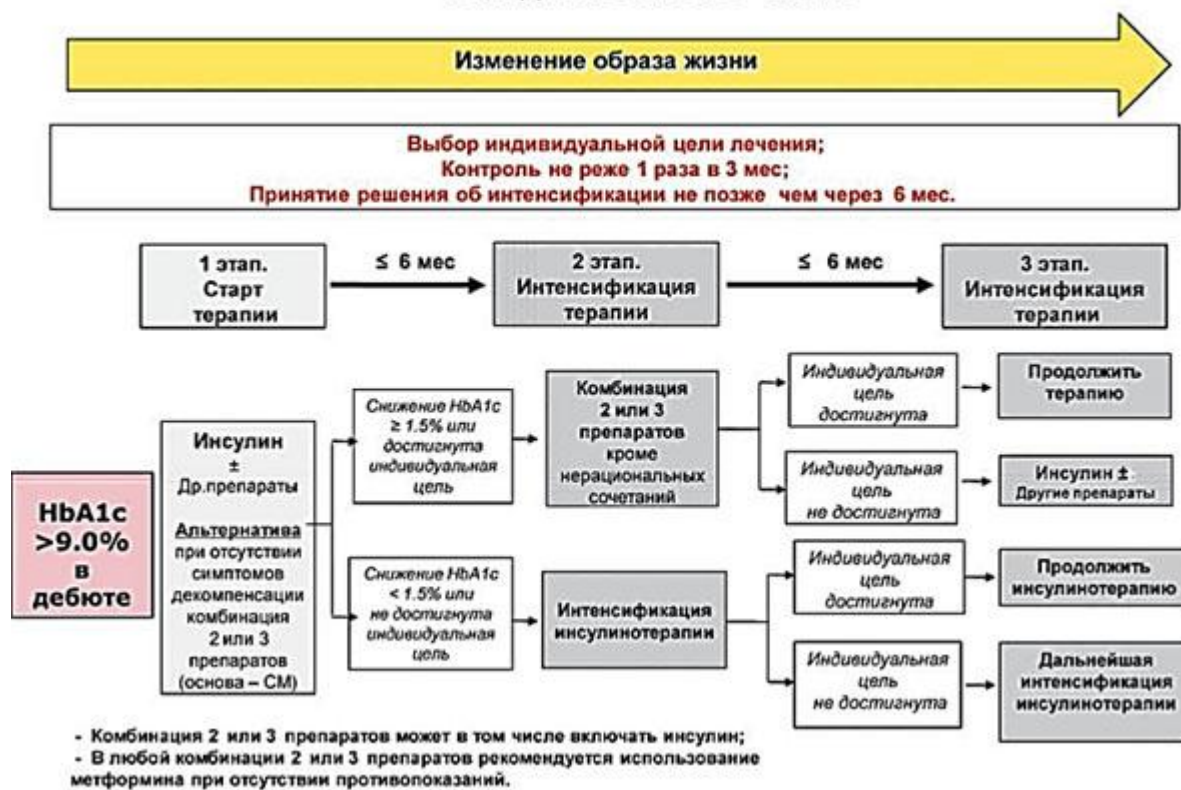 Изменение образа жизни
Выбор индивидуальной цели лечения;
Контроль не реже 1 раза в 3 мес;
Принятие решения об интенсификации не позже чем через 6 мес.
1 этап.
Старт
терапии
≤ 6 мес
2 этап.
Интенсификация
терапии
≤ 6 мес
3 этап.
Интенсификация
терапии
HbA1c
>9.0%
в
дебюте
Инсулин
±
Др.препараты
Альтернатива
при отсутствии
симптомов
декомпенсации
комбинация
2 или 3
препаратов
(основа – СМ)
Снижение HbA1c
≥ 1.5% или
достигнута
индивидуальная
цель
Комбинация
2 или 3
препаратов
кроме
нерациональных
сочетаний
Индивидуальная
цель
достигнута
Продолжить
терапию
Индивидуальная
цель
не достигнута
Инсулин ±
Другие препараты
Снижение HbA1c
< 1.5% или
не достигнута
индивидуальная
цель
Интенсификация
инсулинотерапии
Индивидуальная
цель
достигнута
Продолжить
инсулинотерапию
Индивидуальная
цель
не достигнута
Дальнейшая
интенсификация
инсулинотерапии
- Комбинация 2 или 3 препаратов может в том числе включать инсулин;
- В любой комбинации 2 или 3 препаратов рекомендуется использование
метформина при отсутствии противопоказаний.